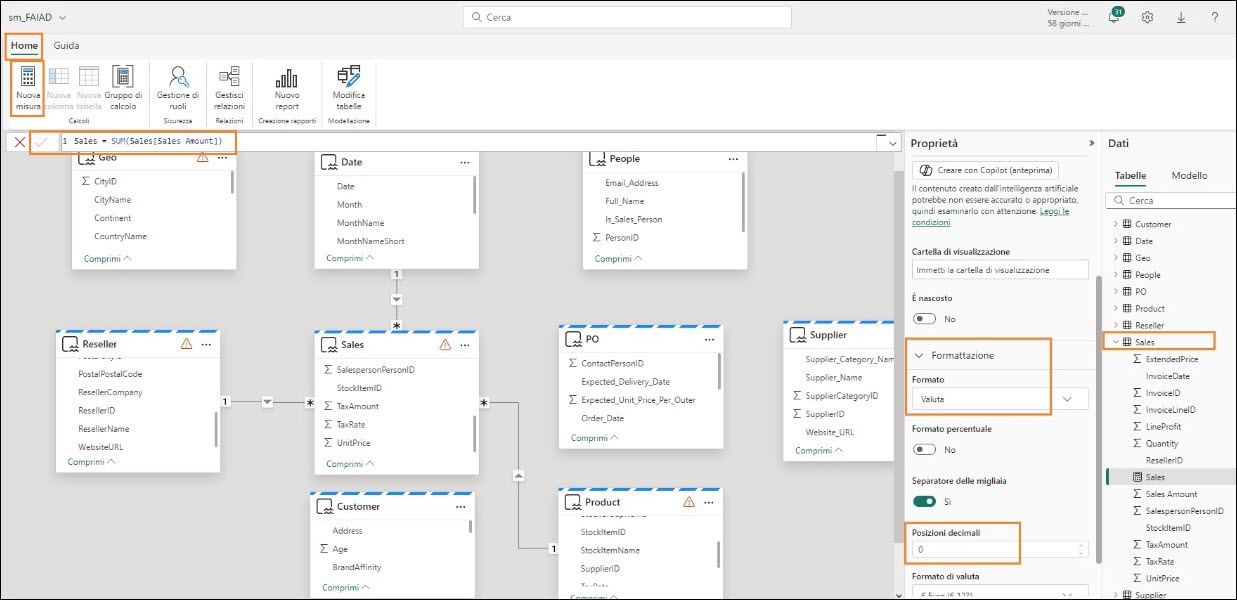 sm_FAIAD
Cerca
Versione ...
58 giorni ...
31
?
Home
Guida
Nuova misura
Nuova colonna
Nuova tabella
Gruppo di calcolo
Gestione di ruoli
Gestisci relazioni
Nuovo report
Modifica tabelle
Calcoli
Sicurezza
Relazioni
Creazione rapporti
Modellazione
1 Sales = SUM(Sales[Sales Amount])
Geo
CityID
CityName
Continent
CountryName
Comprimi
Date
Date
Month
MonthName
MonthNameShort
Comprimi
People
Email_Address
Full_Name
Is_Sales_Person
PersonID
Comprimi
1
*
Reseller
PostalPostalCode
ResellerCompany
ResellerID
ResellerName
WebsiteURL
Comprimi
1
*
Sales
SalespersonPersonID
StockItemID
TaxAmount
TaxRate
UnitPrice
Comprimi
*
PO
ContactPersonID
Expected_Delivery_Date
Expected_Unit_Price_Per_Outer
Order_Date
Comprimi
Supplier
Supplier_Category_Nam
Supplier_Name
SupplierCategoryID
SupplierID
Website_URL
Comprimi
Customer
Address
Age
BrandAffinity
Comprimi
1
Product
StockItemID
StockItemName
SupplierID
TaxRate
Comprimi
Proprietà
Creare con Copilot (anteprima)
Il contenuto creato dall'intelligenza artificiale
potrebbe non essere accurato o appropriato,
quindi esaminarlo con attenzione. Leggi le
condizioni
Cartella di visualizzazione
Immetti la cartella di visualizzazione
È nascosto
No
Formattazione
Formato
Valuta
Formato percentuale
No
Separatore delle migliaia
Sì
Posizioni decimali
0
Formato di valuta
€ Euro (€ 123)
Dati
Tabelle
Modello
Cerca
Customer
Date
Geo
People
PO
Product
Reseller
Sales
ExtendedPrice
InvoiceDate
InvoiceID
InvoiceLineID
LineProfit
Quantity
ResellerID
Sales
Sales Amount
SalespersonPersonID
StockItemID
TaxAmount
TaxRate
UnitPrice
Supplier